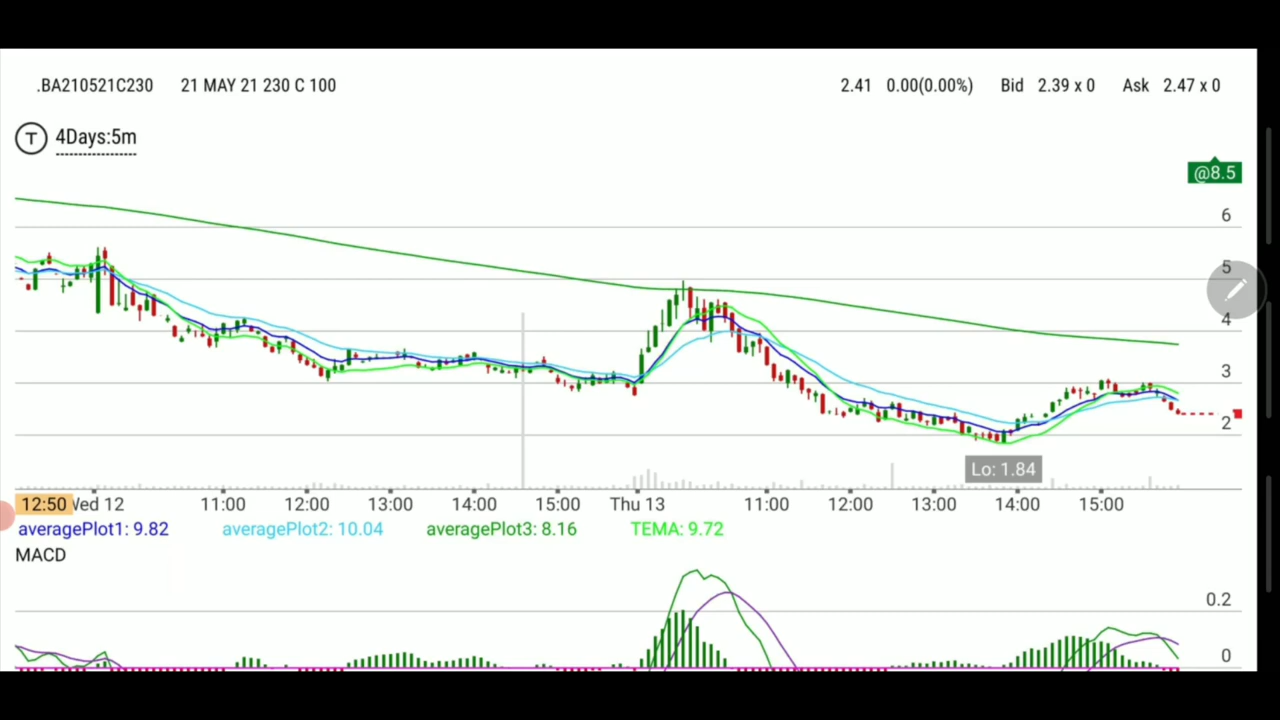 .BA210521C230 21 MAY 21 230 C 100 2.41 0.00(0.00%) Bid 2.39 x 0 Ask 2.47 x 0
T 4Days:5m
@8.5
6
5
4
3
2
Lo: 1.84
12:50 Wed 12 11:00 12:00 13:00 14:00 15:00 Thu 13 11:00 12:00 13:00 14:00 15:00
averagePlot1: 9.82 averagePlot2: 10.04 averagePlot3: 8.16 TEMA: 9.72
MACD
0.2
0